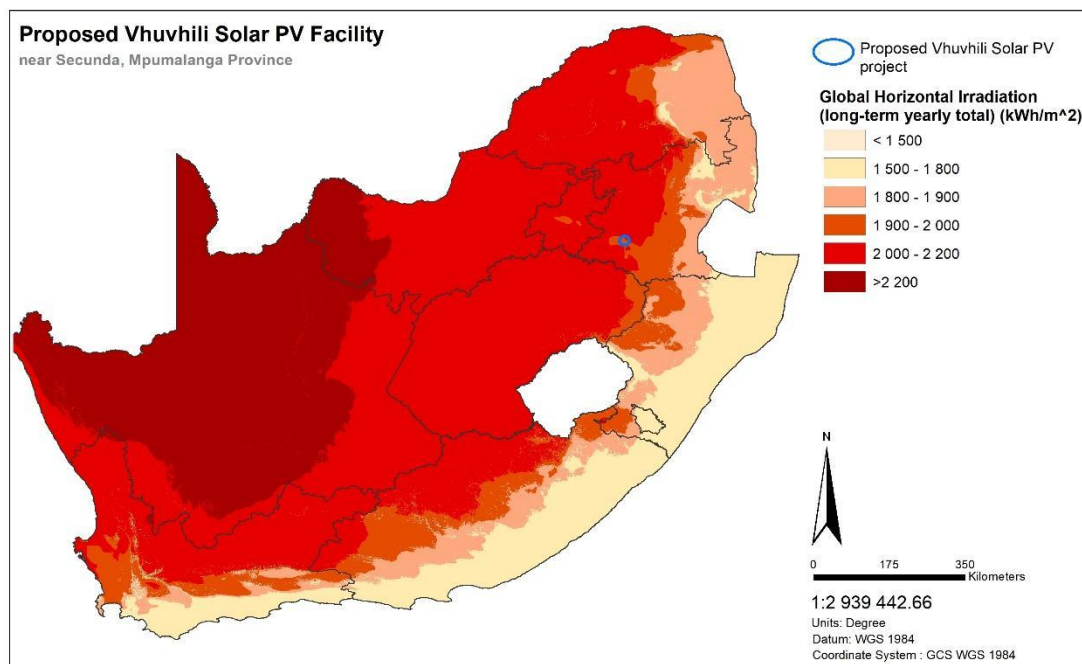 Proposed Vhuvhili Solar PV Facility
near Secunda, Mpumalanga Province
Proposed Vhuvhili Solar PV
project
Global Horizontal Irradiation
(long-term yearly total) (kWh/m^2)
< 1 500
1 500 - 1 800
1 800 - 1 900
1 900 - 2 000
2 000 - 2 200
>2 200
N
0 175 350
Kilometers
1:2 939 442.66
Units: Degree
Datum: WGS 1984
Coordinate System : GCS WGS 1984